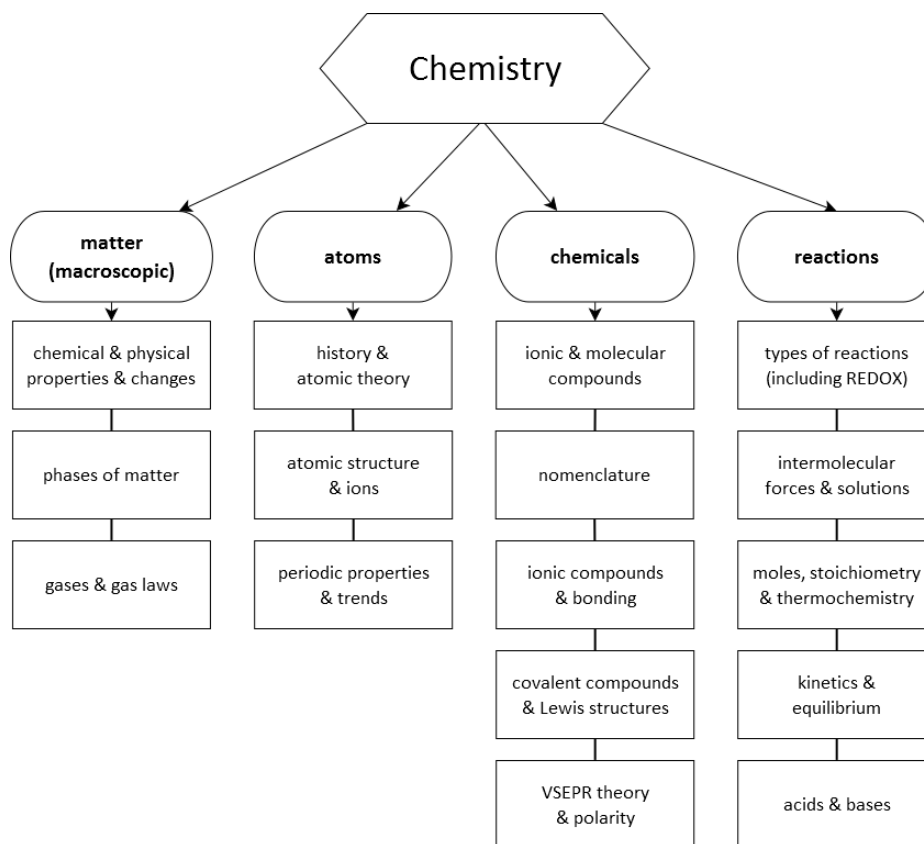 Chemistry
matter
(macroscopic)
chemical & physical
properties & changes
phases of matter
gases & gas laws
atoms
history &
atomic theory
atomic structure
& ions
periodic properties
& trends
chemicals
ionic & molecular
compounds
nomenclature
ionic compounds
& bonding
covalent compounds
& Lewis structures
VSEPR theory
& polarity
reactions
types of reactions
(including REDOX)
intermolecular
forces & solutions
moles, stoichiometry
& thermochemistry
kinetics &
equilibrium
acids & bases